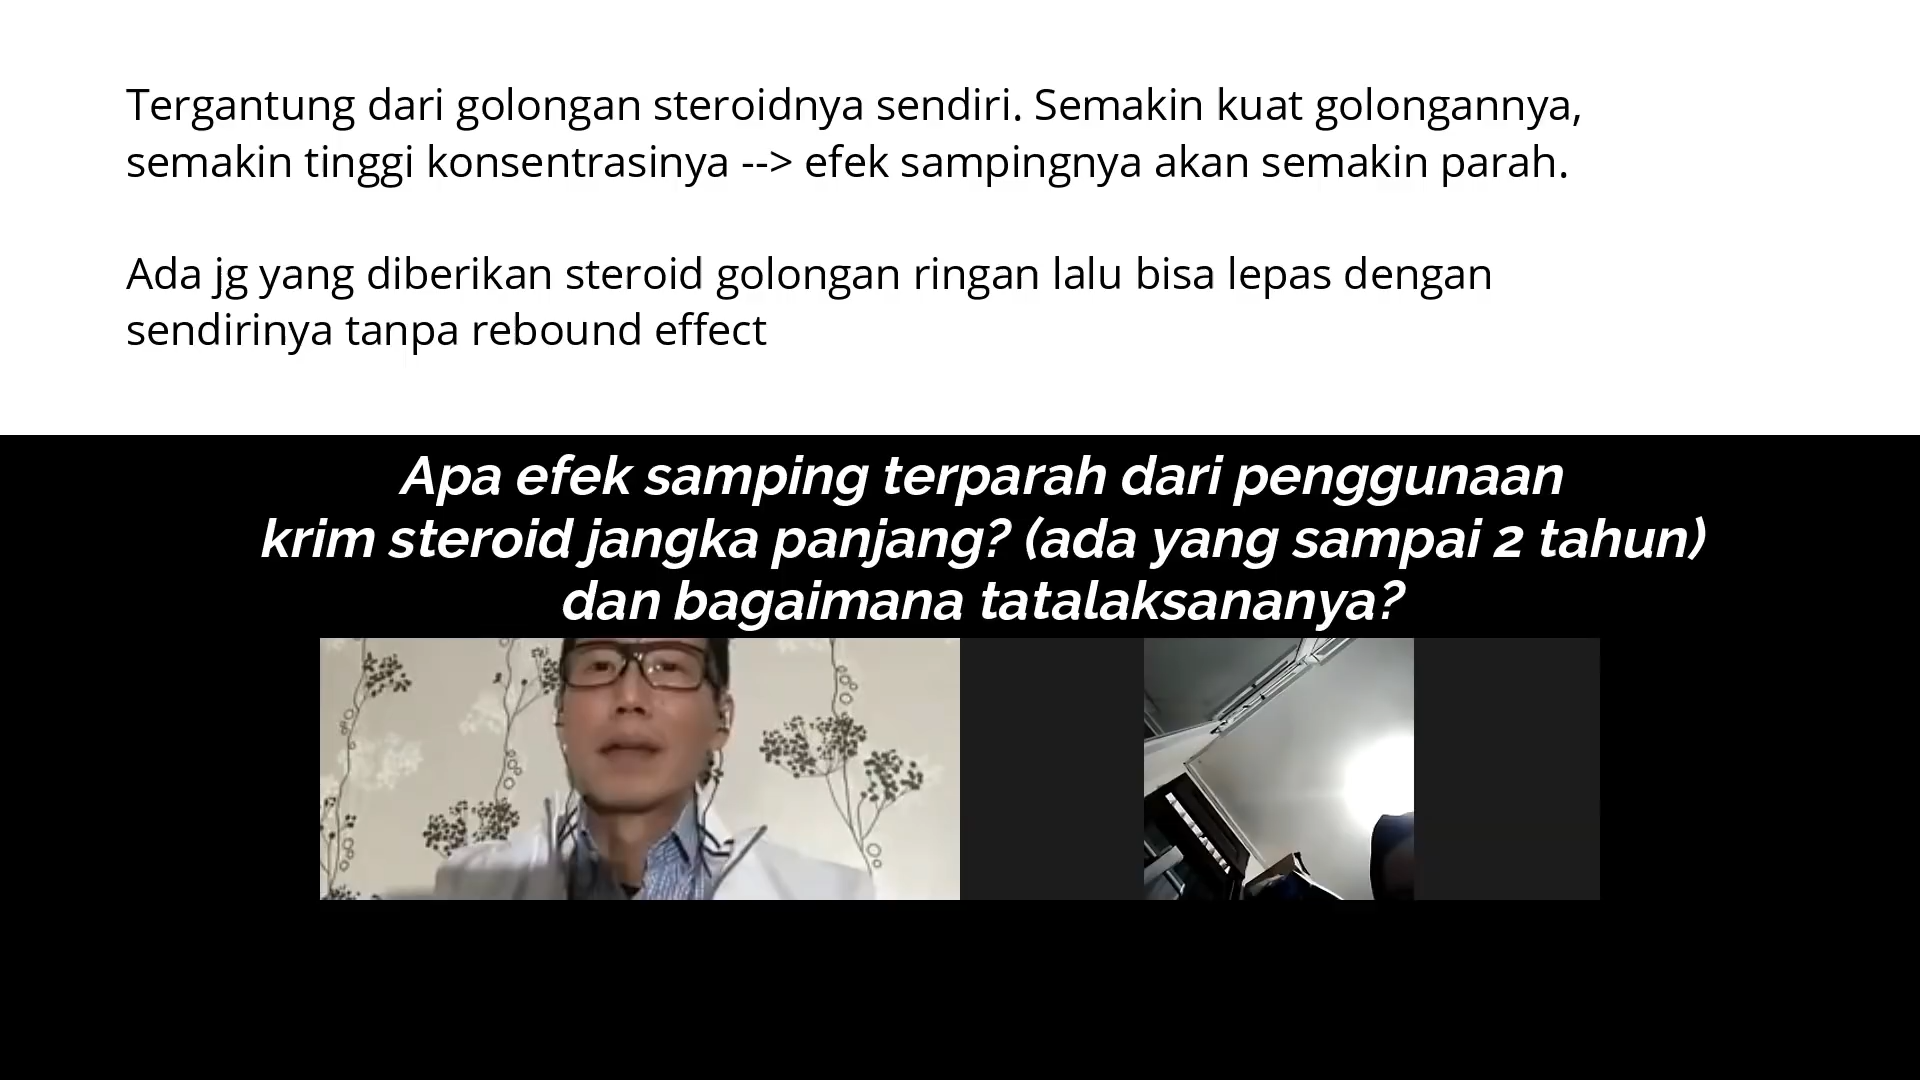 Tergantung dari golongan steroidnya sendiri. Semakin kuat golongannya,
semakin tinggi konsentrasinya --> efek sampingnya akan semakin parah.
Ada jg yang diberikan steroid golongan ringan lalu bisa lepas dengan
sendirinya tanpa rebound effect
Apa efek samping terparah dari penggunaan
krim steroid jangka panjang? (ada yang sampai 2 tahun)
dan bagaimana tatalaksananya?